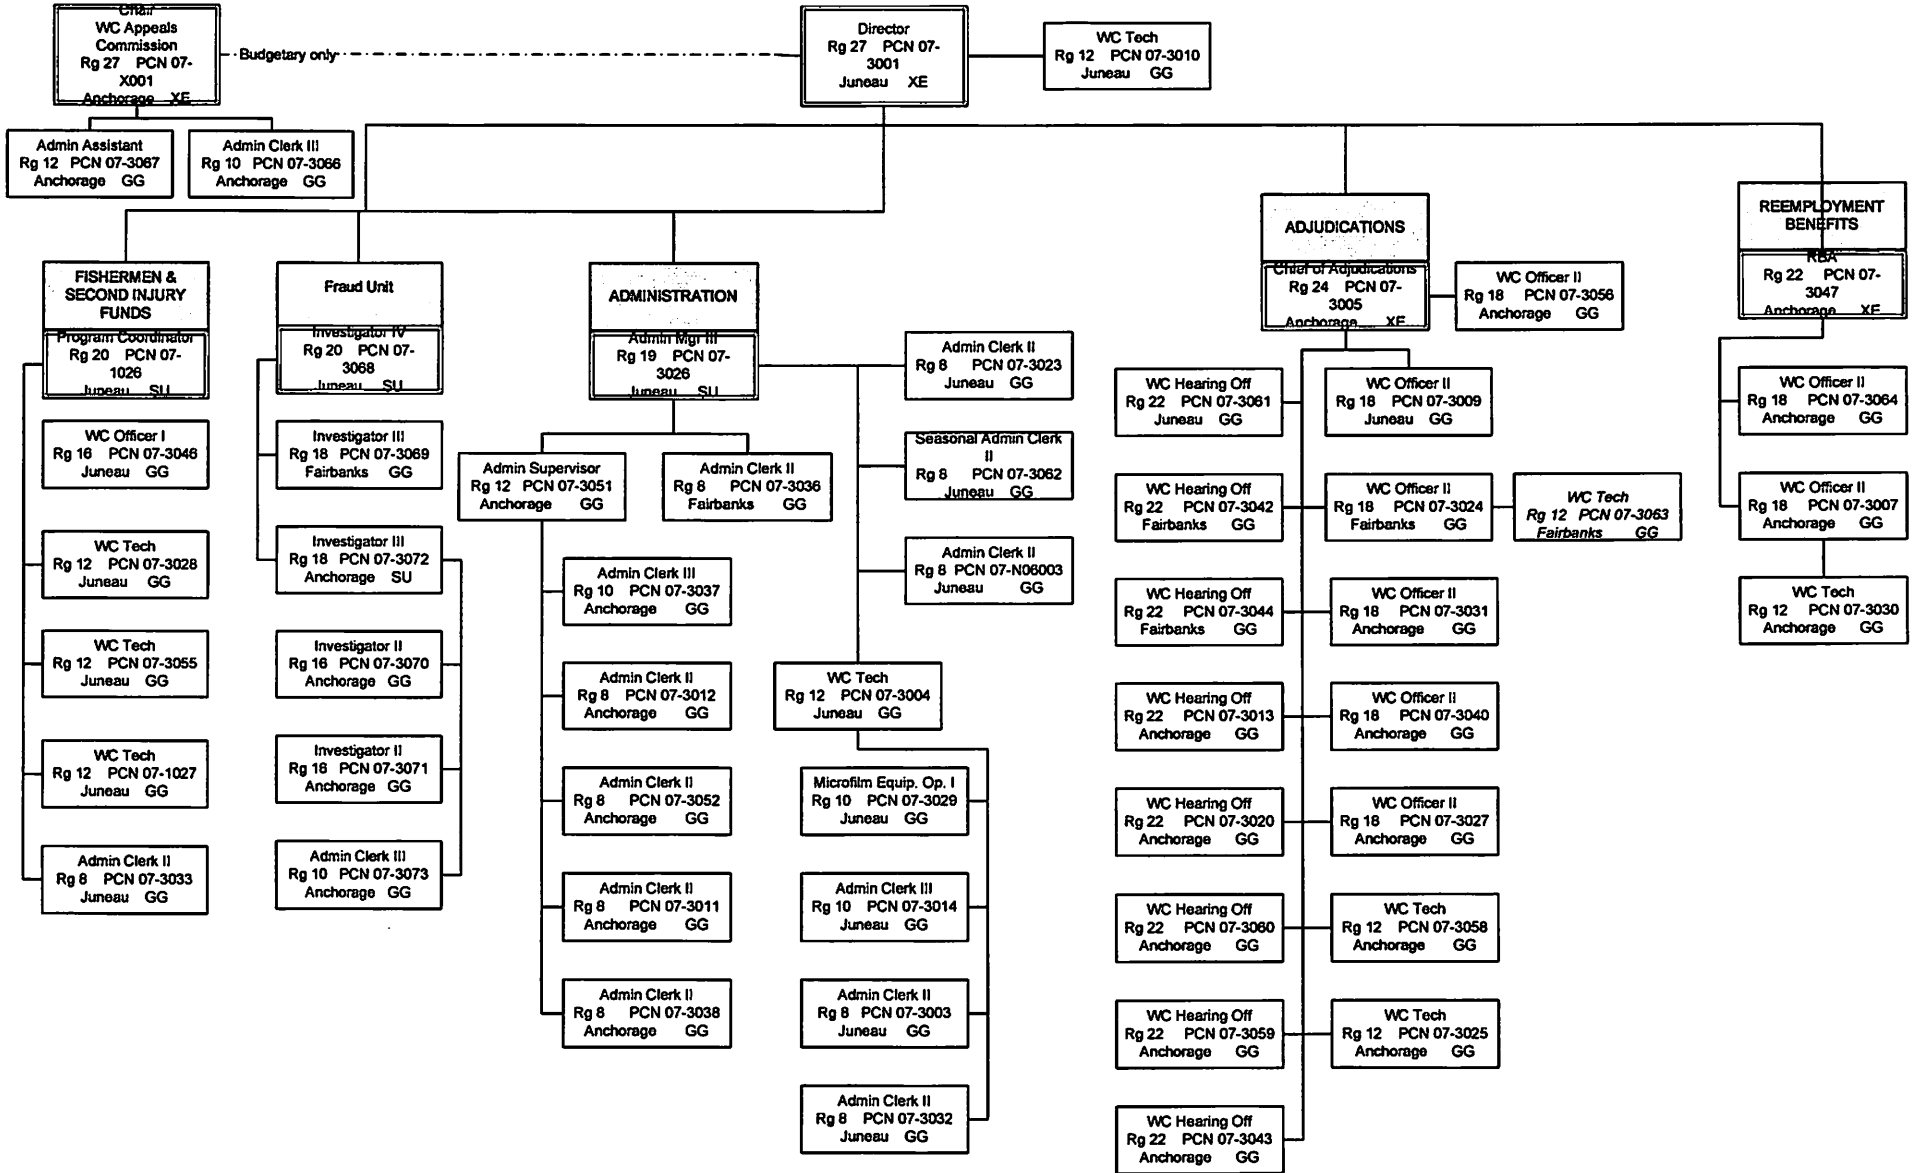 Chair
WC Appeals
Commission
Rg 27 PCN 07-
X001
Anchorage XE
Budgetary only
Director
Rg 27 PCN 07-
3001
Juneau XE
WC Tech
Rg 12 PCN 07-3010
Juneau GG
Admin Assistant
Rg 12 PCN 07-3067
Anchorage GG
Admin Clerk III
Rg 10 PCN 07-3066
Anchorage GG
FISHERMEN &
SECOND INJURY
FUNDS
Program Coordinator
Rg 20 PCN 07-
1026
Juneau SU
WC Officer I
Rg 16 PCN 07-3046
Juneau GG
WC Tech
Rg 12 PCN 07-3028
Juneau GG
WC Tech
Rg 12 PCN 07-3055
Juneau GG
WC Tech
Rg 12 PCN 07-1027
Juneau GG
Admin Clerk II
Rg 8 PCN 07-3033
Juneau GG
Fraud Unit
Investigator IV
Rg 20 PCN 07-
3068
Juneau SU
Investigator III
Rg 18 PCN 07-3069
Fairbanks GG
Investigator III
Rg 18 PCN 07-3072
Anchorage SU
Investigator II
Rg 16 PCN 07-3070
Anchorage GG
Investigator II
Rg 18 PCN 07-3071
Anchorage GG
Admin Clerk III
Rg 10 PCN 07-3073
Anchorage GG
ADMINISTRATION
Admin Mgr III
Rg 19 PCN 07-
3026
Juneau SU
Admin Supervisor
Rg 12 PCN 07-3051
Anchorage GG
Admin Clerk II
Rg 8 PCN 07-3036
Fairbanks GG
Admin Clerk III
Rg 10 PCN 07-3037
Anchorage GG
Admin Clerk II
Rg 8 PCN 07-3012
Anchorage GG
Admin Clerk II
Rg 8 PCN 07-3052
Anchorage GG
Admin Clerk II
Rg 8 PCN 07-3011
Anchorage GG
Admin Clerk II
Rg 8 PCN 07-3038
Anchorage GG
Admin Clerk II
Rg 8 PCN 07-3023
Juneau GG
Seasonal Admin Clerk
II
Rg 8 PCN 07-3062
Juneau GG
Admin Clerk II
Rg 8 PCN 07-N06003
Juneau GG
WC Tech
Rg 12 PCN 07-3004
Juneau GG
Microfilm Equip. Op. I
Rg 10 PCN 07-3029
Juneau GG
Admin Clerk III
Rg 10 PCN 07-3014
Juneau GG
Admin Clerk II
Rg 8 PCN 07-3003
Juneau GG
Admin Clerk II
Rg 8 PCN 07-3032
Juneau GG
ADJUDICATIONS
Chief of Adjudications
Rg 24 PCN 07-
3005
Anchorage XE
WC Officer II
Rg 18 PCN 07-3056
Anchorage GG
WC Hearing Off
Rg 22 PCN 07-3061
Juneau GG
WC Officer II
Rg 18 PCN 07-3009
Juneau GG
WC Hearing Off
Rg 22 PCN 07-3042
Fairbanks GG
WC Officer II
Rg 18 PCN 07-3024
Fairbanks GG
WC Tech
Rg 12 PCN 07-3063
Fairbanks GG
WC Hearing Off
Rg 22 PCN 07-3044
Fairbanks GG
WC Officer II
Rg 18 PCN 07-3031
Anchorage GG
WC Hearing Off
Rg 22 PCN 07-3013
Anchorage GG
WC Officer II
Rg 18 PCN 07-3040
Anchorage GG
WC Hearing Off
Rg 22 PCN 07-3020
Anchorage GG
WC Officer II
Rg 18 PCN 07-3027
Anchorage GG
WC Hearing Off
Rg 22 PCN 07-3060
Anchorage GG
WC Tech
Rg 12 PCN 07-3058
Anchorage GG
WC Hearing Off
Rg 22 PCN 07-3059
Anchorage GG
WC Tech
Rg 12 PCN 07-3025
Anchorage GG
WC Hearing Off
Rg 22 PCN 07-3043
Anchorage GG
REEMPLOYMENT
BENEFITS
RBA
Rg 22 PCN 07-
3047
Anchorage XE
WC Officer II
Rg 18 PCN 07-3064
Anchorage GG
WC Officer II
Rg 18 PCN 07-3007
Anchorage GG
WC Tech
Rg 12 PCN 07-3030
Anchorage GG